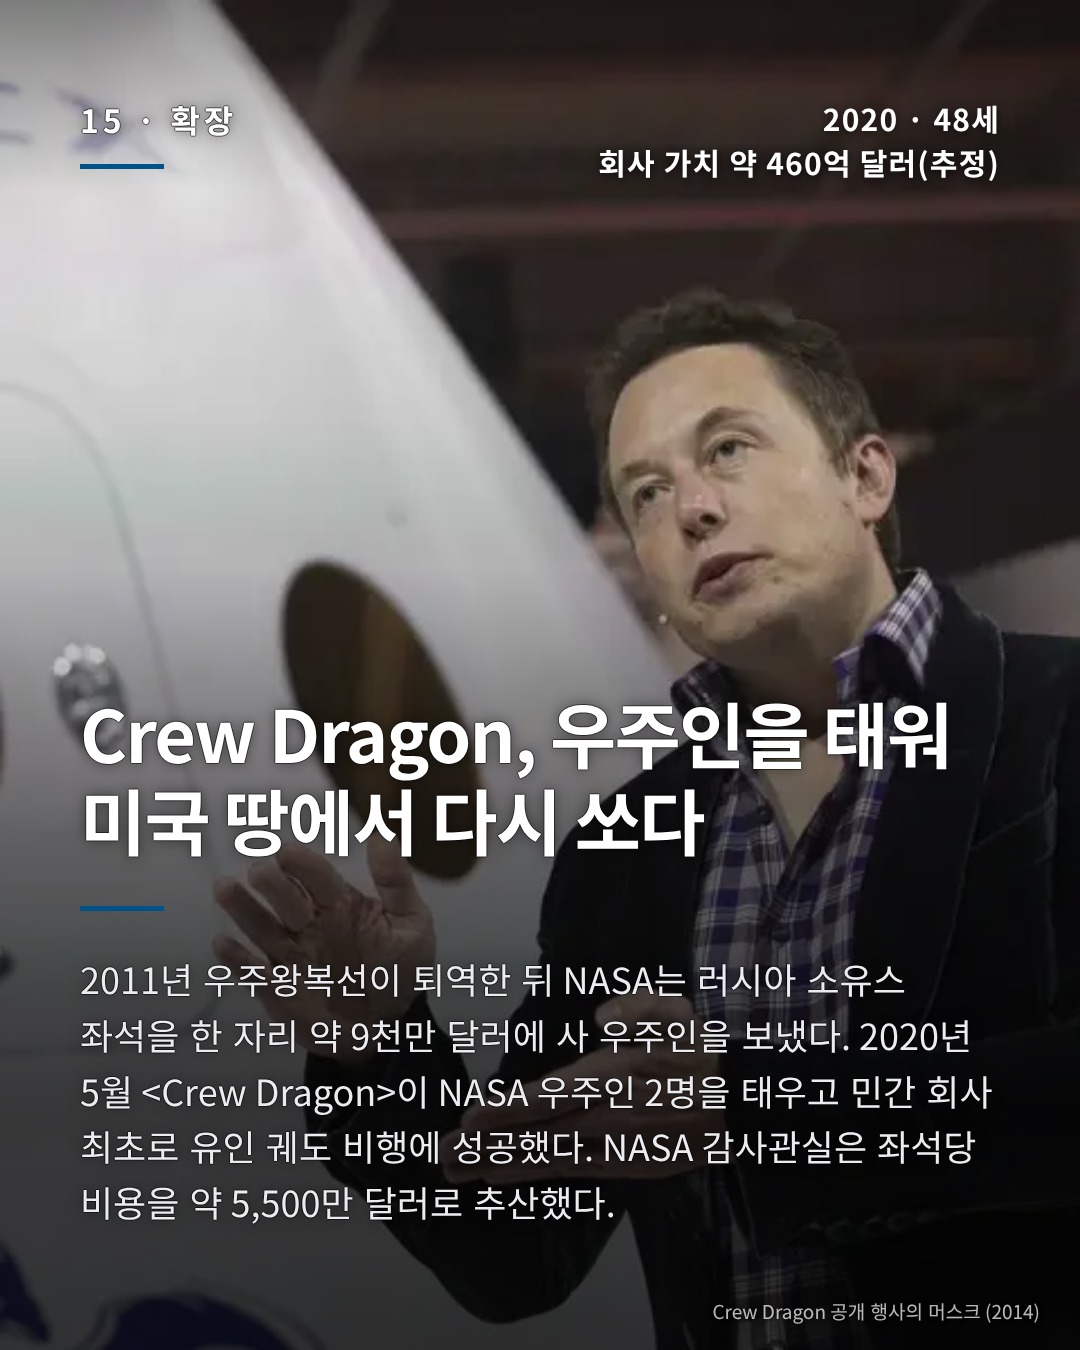 15 · 확장
2020 · 48세
회사 가치 약 460억 달러(추정)
Crew Dragon, 우주인을 태워
미국 땅에서 다시 쏘다
2011년 우주왕복선이 퇴역한 뒤 NASA는 러시아 소유스
좌석을 한 자리 약 9천만 달러에 사 우주인을 보냈다. 2020년
5월 <Crew Dragon>이 NASA 우주인 2명을 태우고 민간 회사
최초로 유인 궤도 비행에 성공했다. NASA 감사관실은 좌석당
비용을 약 5,500만 달러로 추산했다.
Crew Dragon 공개 행사의 머스크 (2014)